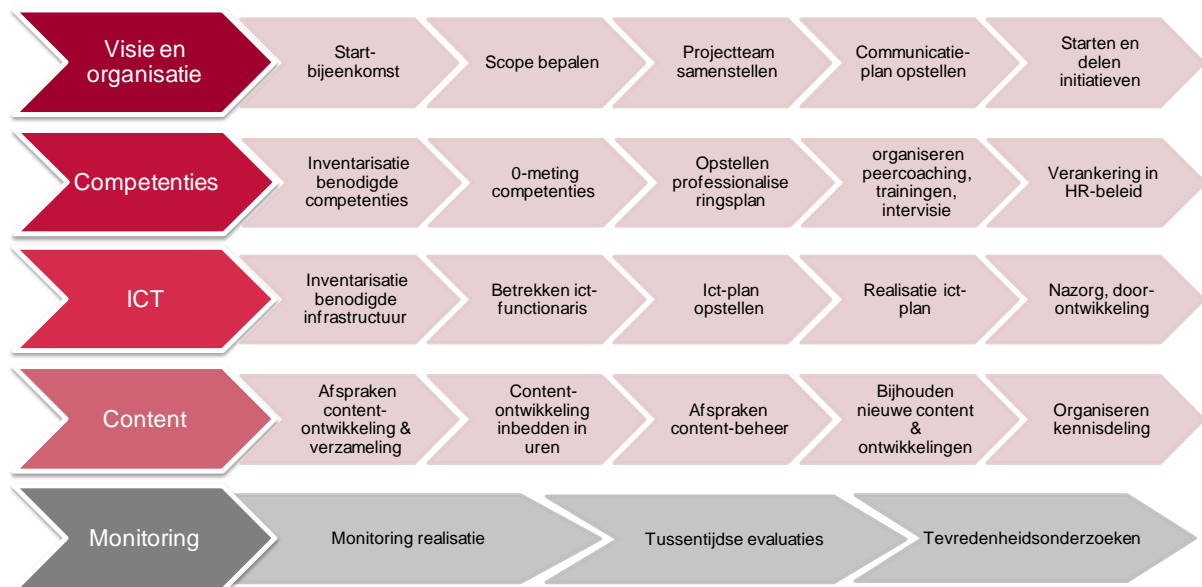 Visie en
organisatie
Start-
bijeenkomst
Scope bepalen
Projectteam
samenstellen
Communicatie-
plan opstellen
Starten en
delen
initiatieven
Competenties
Inventarisatie
benodigde
competenties
0-meting
competenties
Opstellen
professionalise
ringsplan
organiseren
peercoaching,
trainingen,
intervisie
Verankering in
HR-beleid
ICT
Inventarisatie
benodigde
infrastructuur
Betrekken ict-
functionaris
Ict-plan
opstellen
Realisatie ict-
plan
Nazorg, door-
ontwikkeling
Content
Afspraken
content-
ontwikkeling &
verzameling
Content-
ontwikkeling
inbedden in
uren
Afspraken
content-beheer
Bijhouden
nieuwe content
&
ontwikkelingen
Organiseren
kennisdeling
Monitoring
Monitoring realisatie
Tussentijdse evaluaties
Tevredenheidsonderzoeken